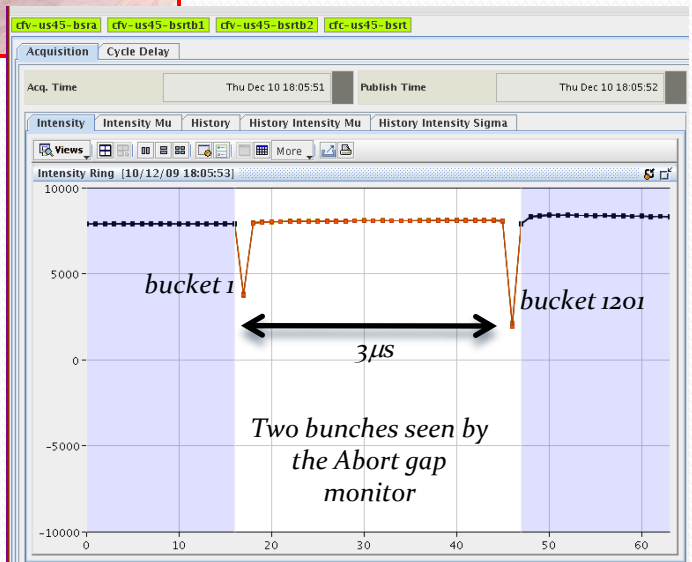 cfv-us45-bsra cfv-us45-bsrtb1 cfv-us45-bsrtb2 cfc-us45-bsrt
Acquisition Cycle Delay
Acq. Time Thu Dec 10 18:05:51 Publish Time Thu Dec 10 18:05:52
Intensity Intensity Mu History History Intensity Mu History Intensity Sigma
Views More
Intensity Ring [10/12/09 18:05:53]
10000
5000
bucket 1
bucket 1201
3µs
0
Two bunches seen by
the Abort gap
monitor
-5000
-10000
0 10 20 30 40 50 60